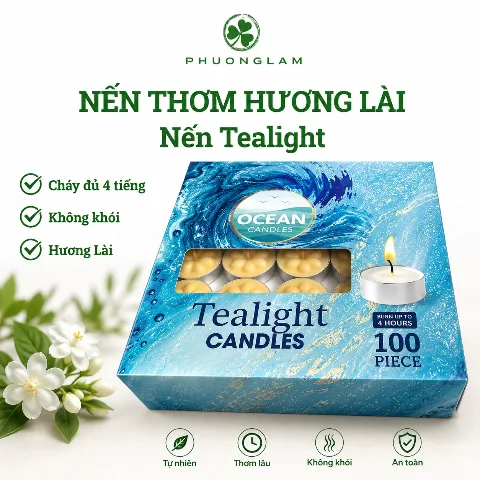 PHUONGLAM
NẾN THƠM HƯƠNG LÀI
Nến Tealight
Cháy đủ 4 tiếng
Không khói
Hương Lài
OCEAN
CANDLES
Tealight
CANDLES
BURN UP TO
4 HOURS
100
PIECE
Tự nhiên
Thơm lâu
Không khói
An toàn